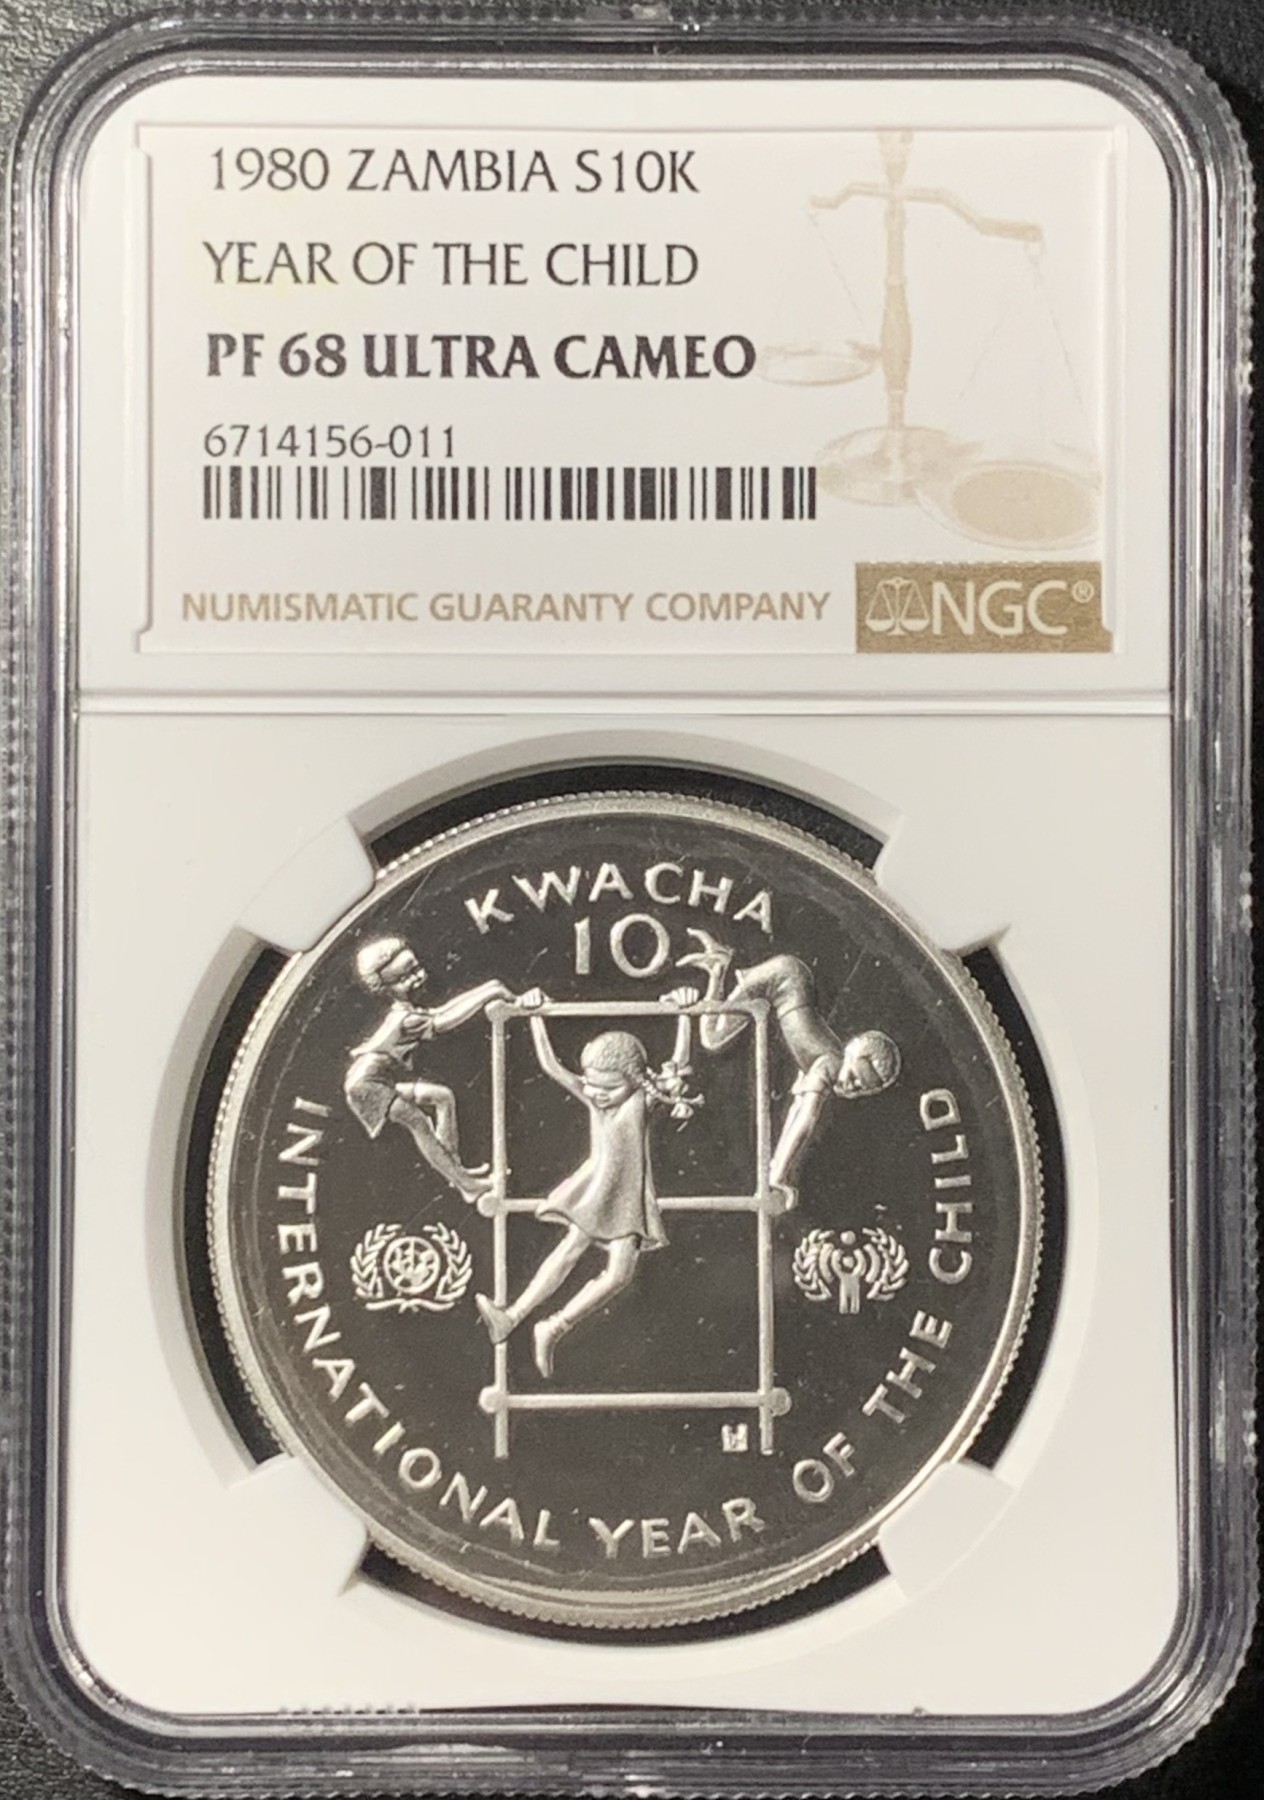 1980 ZAMBIA S10K
YEAR OF THE CHILD
PF 68 ULTRA CAMEO
6714156-011
NUMISMATIC GUARANTY COMPANY
NGC®
KWACHA
10
INTERNATIONAL YEAR OF THE CHILD